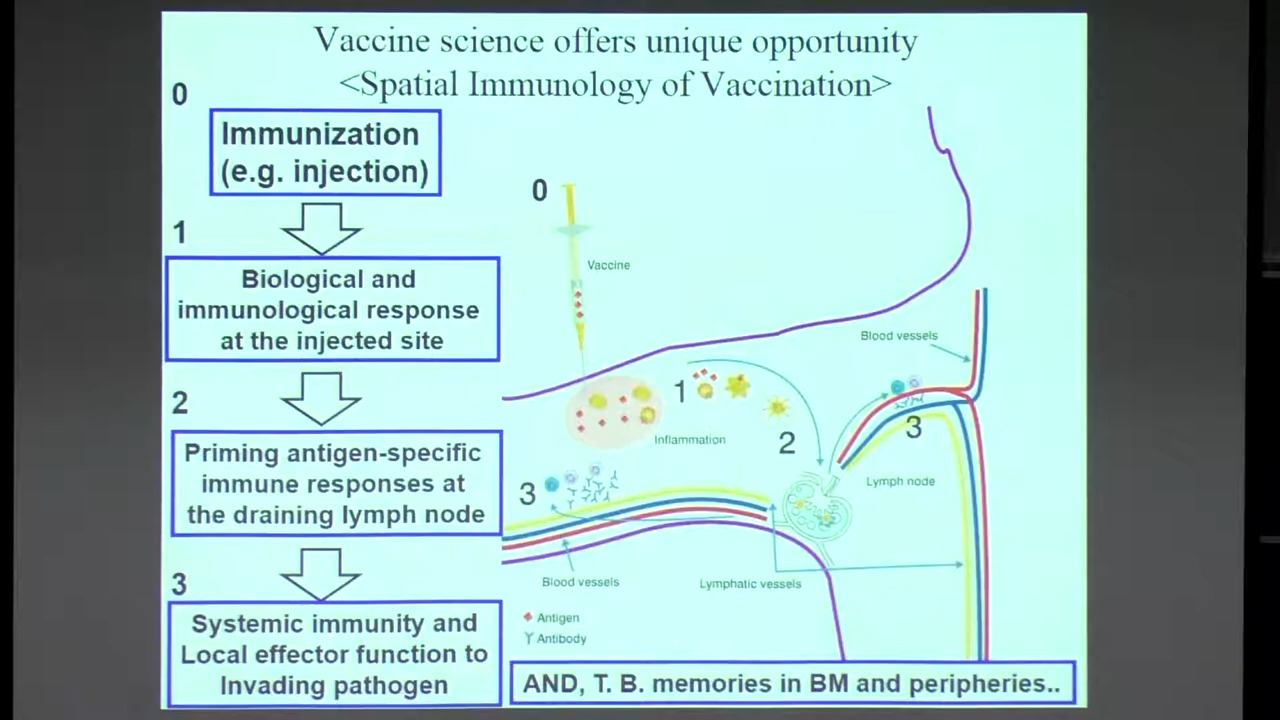 Vaccine science offers unique opportunity
<Spatial Immunology of Vaccination>
0
Immunization
(e.g. injection)
1
Biological and
immunological response
at the injected site
2
Priming antigen-specific
immune responses at
the draining lymph node
3
Systemic immunity and
Local effector function to
Invading pathogen
0
Vaccine
Blood vessels
1
Inflammation
2
3
Lymph node
3
Blood vessels
Lymphatic vessels
Antigen
Antibody
AND, T. B. memories in BM and peripheries..